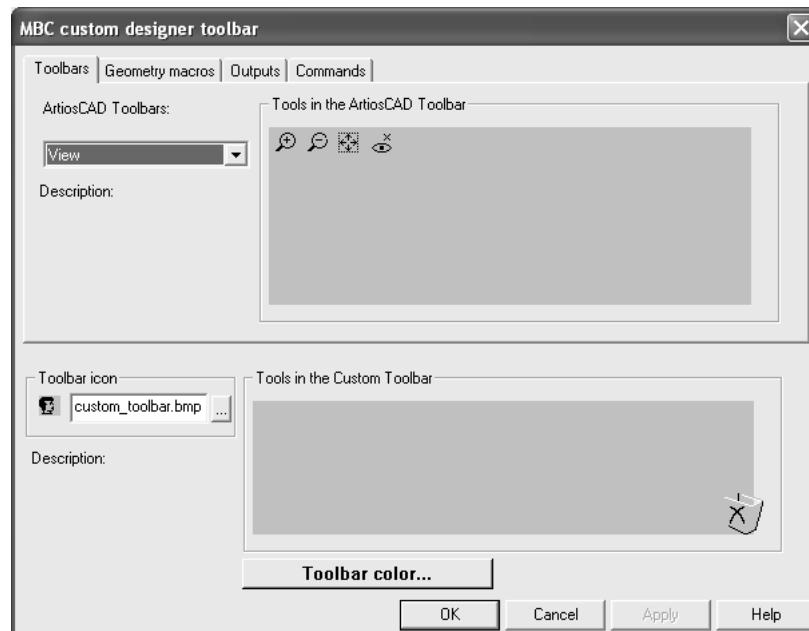 MBC custom designer toolbar
Toolbars Geometry macros Outputs Commands
ArtiosCAD Toolbars:
Tools in the ArtiosCAD Toolbar
View
Description:
Toolbar icon
Tools in the Custom Toolbar
custom_toolbar.bmp ...
Description:
Toolbar color...
OK Cancel Apply Help